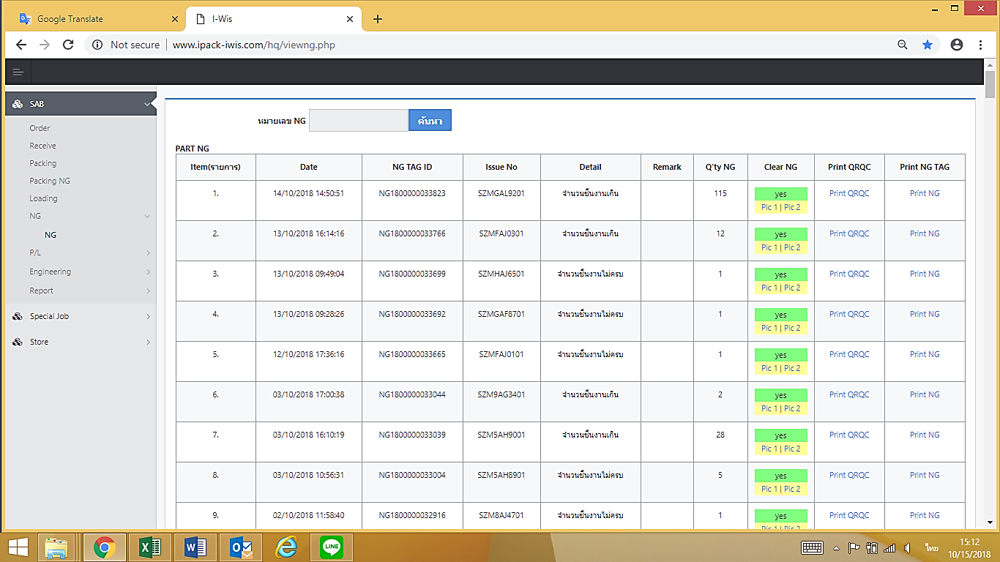 Google Translate
I-Wis
Not secure | www.ipack-iwis.com/hq/viewng.php
SAB
Order
Receive
Packing
Packing NG
Loading
NG
NG
P/L
Engineering
Report
Special Job
Store
หมายเลข NG ค้นหา
PART NG
Item(รายการ) Date NG TAG ID Issue No Detail Remark Q'ty NG Clear NG Print QRQC Print NG TAG
1. 14/10/2018 14:50:51 NG1800000033823 SZMGAL9201 จำนวนชิ้นงานเกิน 115 yes Print QRQC Print NG
Pic 1 | Pic 2
2. 13/10/2018 16:14:16 NG1800000033766 SZMFAJ0301 จำนวนชิ้นงานเกิน 12 yes Print QRQC Print NG
Pic 1 | Pic 2
3. 13/10/2018 09:49:04 NG1800000033699 SZMHAJ6501 จำนวนชิ้นงานไม่ครบ 1 yes Print QRQC Print NG
Pic 1 | Pic 2
4. 13/10/2018 09:28:26 NG1800000033692 SZMGAF8701 จำนวนชิ้นงานไม่ครบ 1 yes Print QRQC Print NG
Pic 1 | Pic 2
5. 12/10/2018 17:36:16 NG1800000033665 SZMFAJ0101 จำนวนชิ้นงานไม่ครบ 1 yes Print QRQC Print NG
Pic 1 | Pic 2
6. 03/10/2018 17:00:38 NG1800000033044 SZM9AG3401 จำนวนชิ้นงานเกิน 2 yes Print QRQC Print NG
Pic 1 | Pic 2
7. 03/10/2018 16:10:19 NG1800000033039 SZM5AH9001 จำนวนชิ้นงานเกิน 28 yes Print QRQC Print NG
Pic 1 | Pic 2
8. 03/10/2018 10:56:31 NG1800000033004 SZM5AH8901 จำนวนชิ้นงานไม่ครบ 5 yes Print QRQC Print NG
Pic 1 | Pic 2
9. 02/10/2018 11:58:40 NG1800000032916 SZM8AJ4701 จำนวนชิ้นงานไม่ครบ 1 yes Print QRQC Print NG
Pic 1 | Pic 2
LINE
ไทย
15:12
10/15/2018